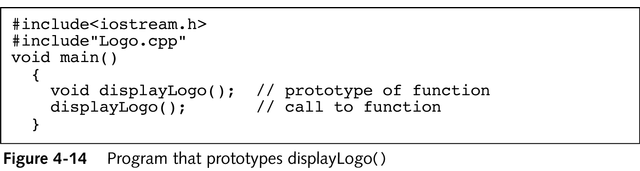 #include<iostream.h>
#include"Logo.cpp"
void main()
  {
    void displayLogo();  // prototype of function
    displayLogo();       // call to function
  }
Figure 4-14   Program that prototypes displayLogo()